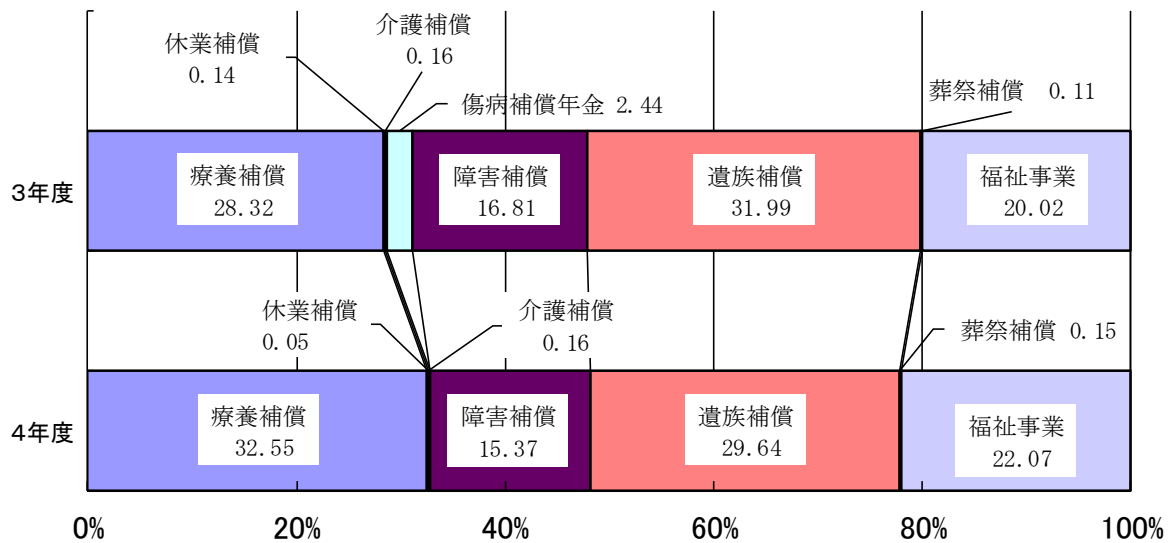 介護補償
0.16
休業補償
0.14
傷病補償年金 2.44
葬祭補償 0.11
3年度
療養補償
28.32
障害補償
16.81
遺族補償
31.99
福祉事業
20.02
休業補償
0.05
介護補償
0.16
葬祭補償 0.15
4年度
療養補償
32.55
障害補償
15.37
遺族補償
29.64
福祉事業
22.07
0% 20% 40% 60% 80% 100%